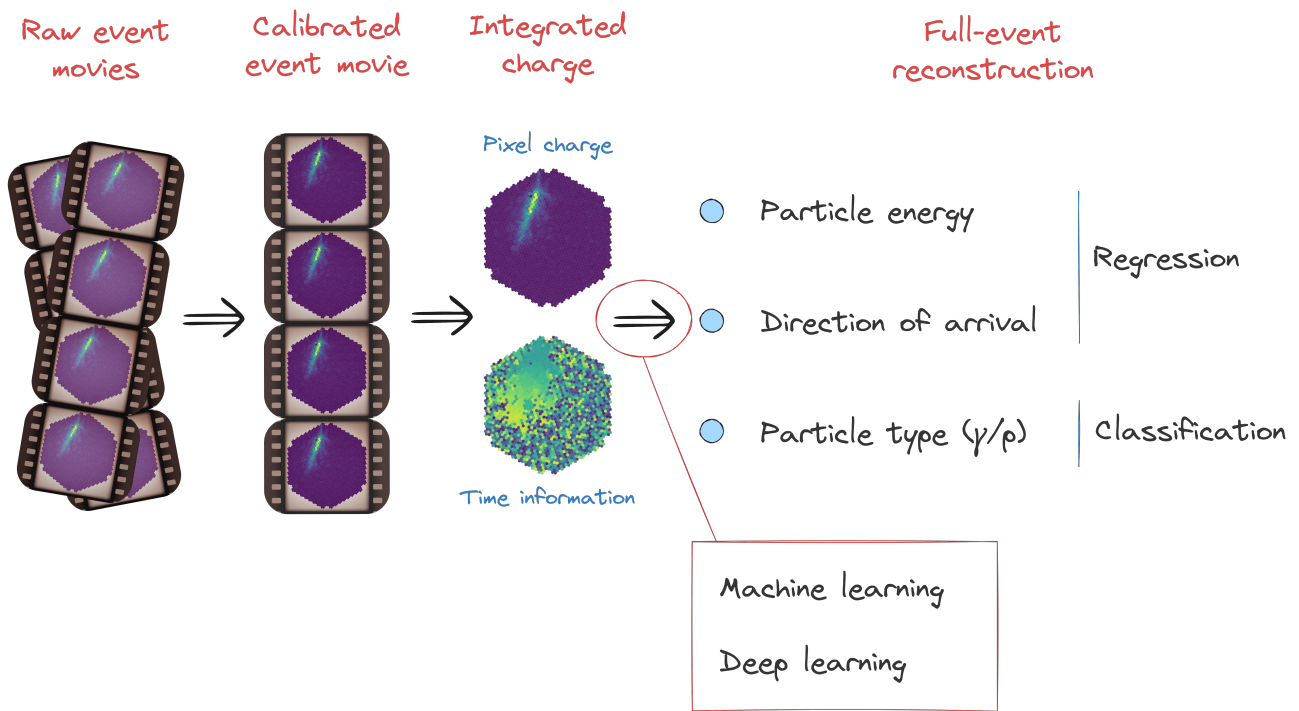 Raw event
movies
Calibrated
event movie
Integrated
charge
Full-event
reconstruction
Pixel charge
Time information
Particle energy
Direction of arrival
Regression
Particle type (γ/p)
Classification
Machine learning
Deep learning